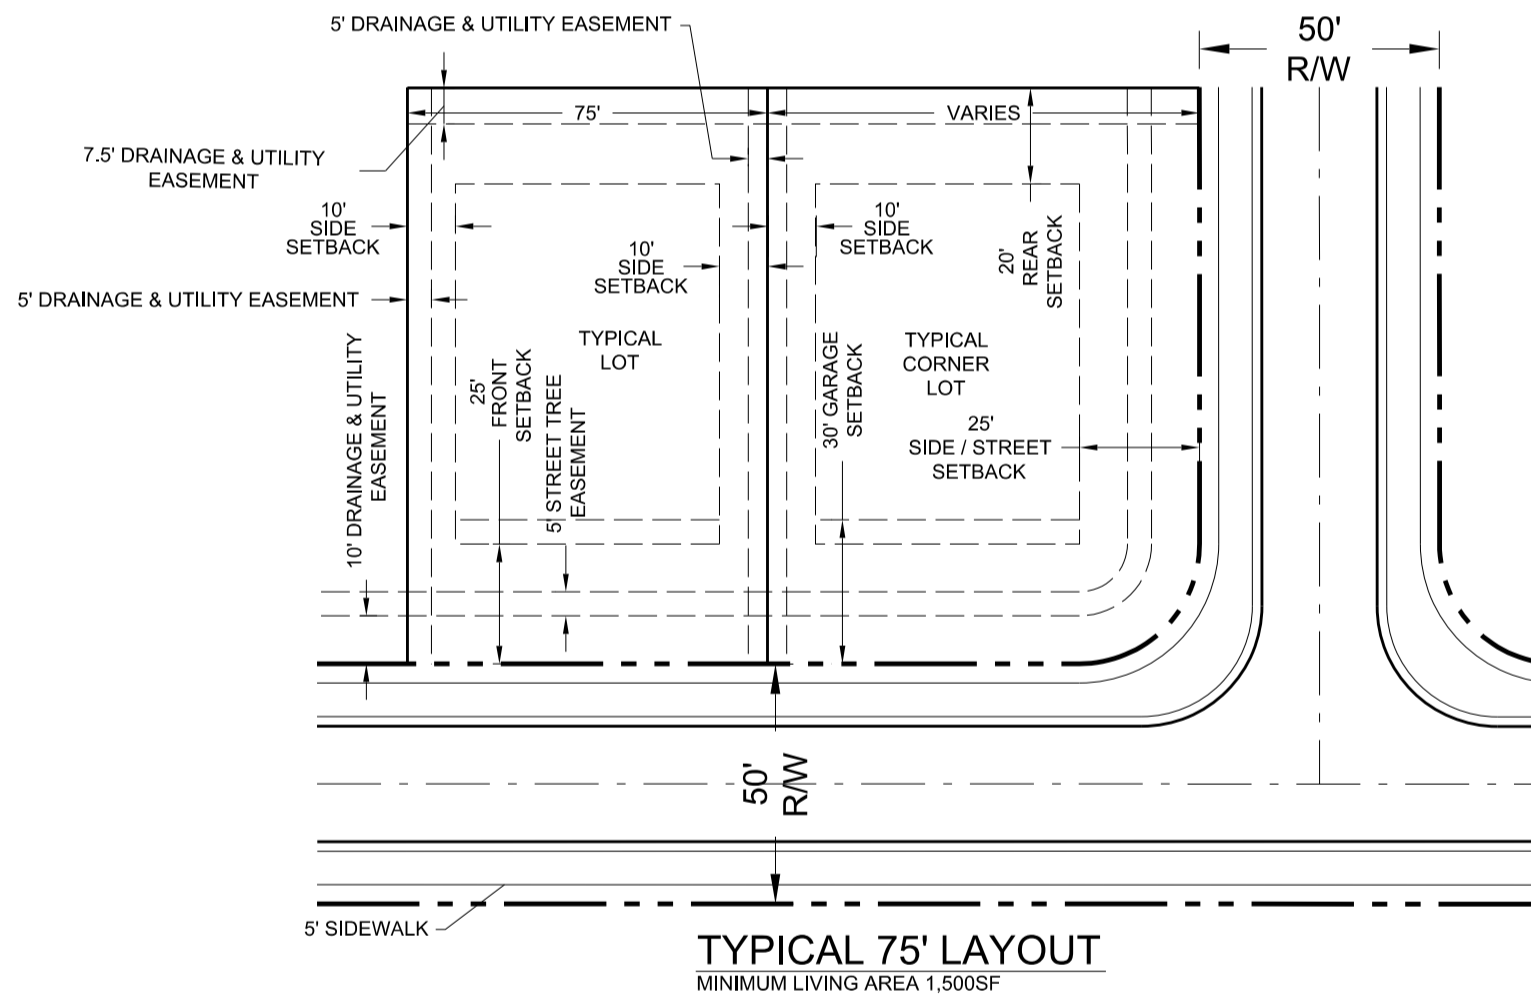 5' DRAINAGE & UTILITY EASEMENT
50'
R/W
75'
VARIES
7.5' DRAINAGE & UTILITY
EASEMENT
10'
SIDE
SETBACK
10'
SIDE
SETBACK
10'
SIDE
SETBACK
20'
REAR
SETBACK
5' DRAINAGE & UTILITY EASEMENT
TYPICAL
LOT
TYPICAL
CORNER
LOT
10' DRAINAGE & UTILITY
EASEMENT
25'
FRONT
SETBACK
5' STREET TREE
EASEMENT
30' GARAGE
SETBACK
25'
SIDE / STREET
SETBACK
50'
R/W
5' SIDEWALK
TYPICAL 75' LAYOUT
MINIMUM LIVING AREA 1,500SF